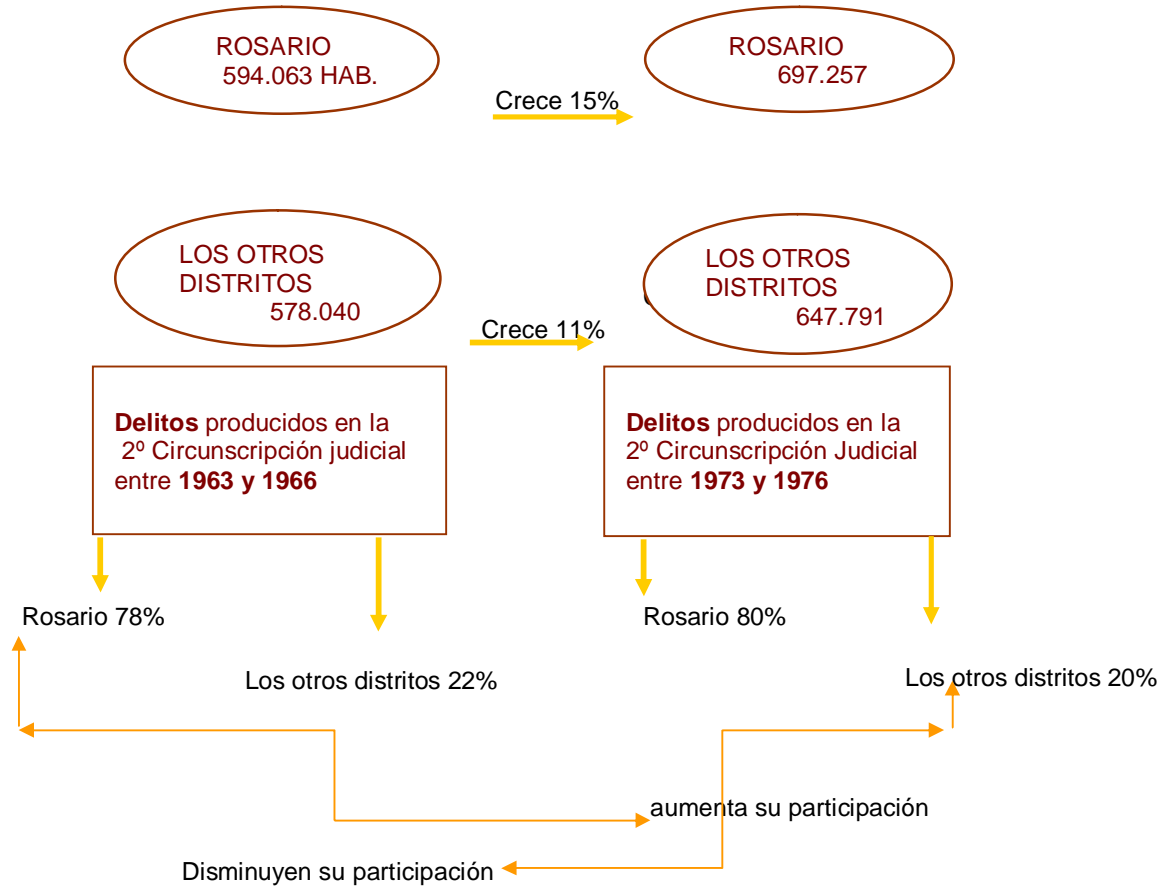 ROSARIO
594.063 HAB.
ROSARIO
697.257
Crece 15%
LOS OTROS
DISTRITOS
578.040
LOS OTROS
DISTRITOS
647.791
Crece 11%
Delitos producidos en la
2º Circunscripción judicial
entre 1963 y 1966
Delitos producidos en la
2º Circunscripción Judicial
entre 1973 y 1976
Rosario 78%
Rosario 80%
Los otros distritos 22%
Los otros distritos 20%
aumenta su participación
Disminuyen su participación